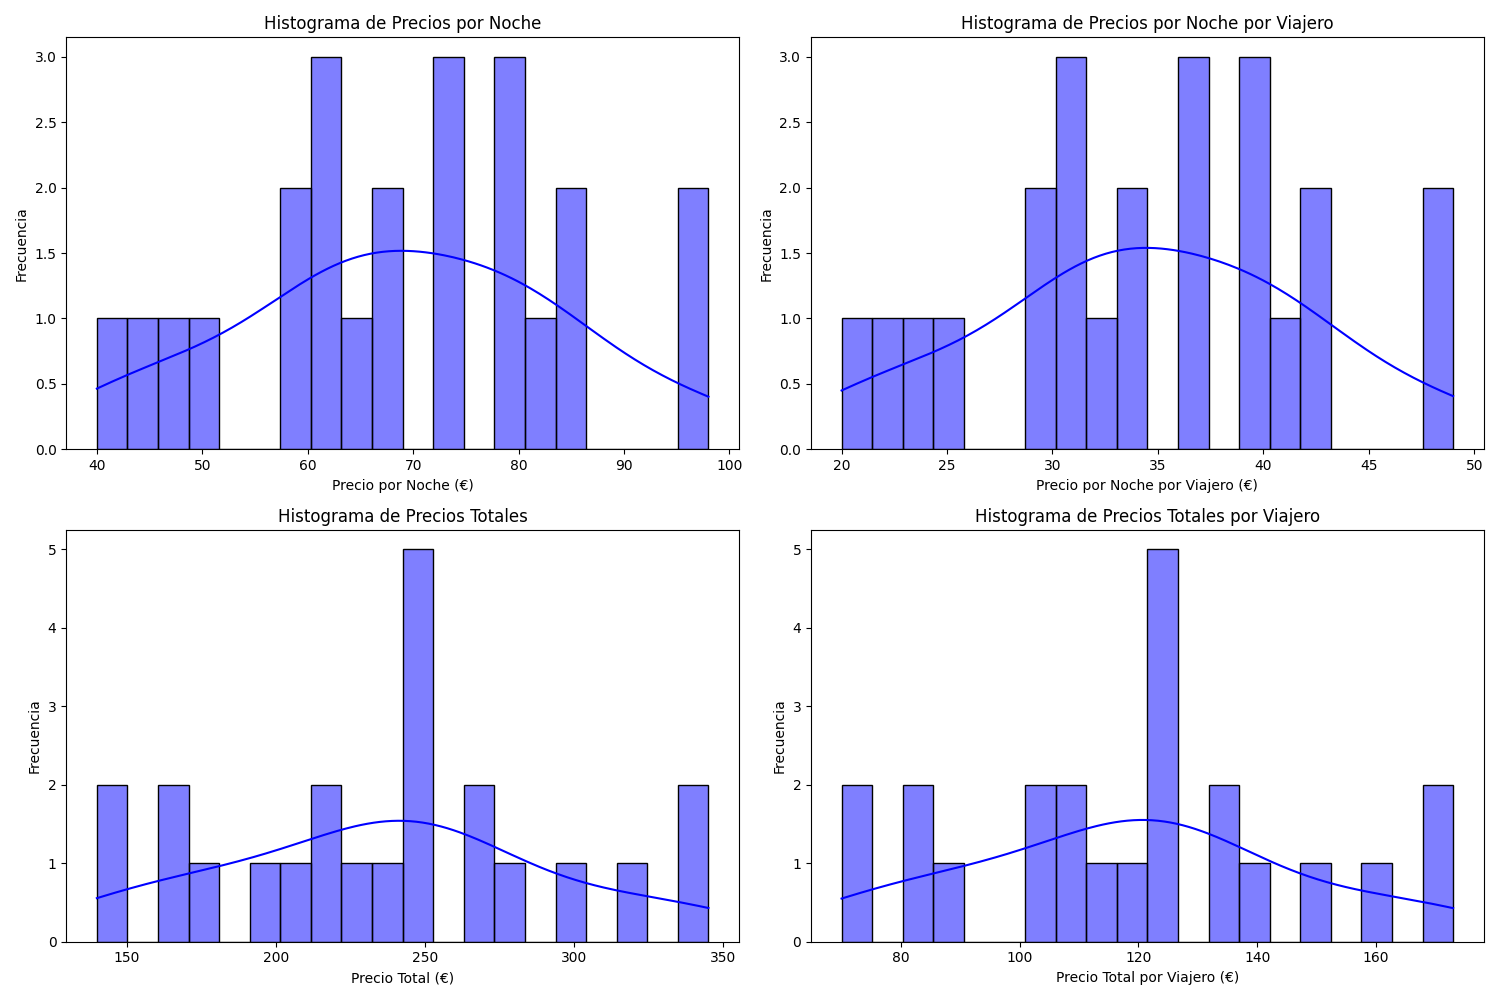 Histograma de Precios por Noche
Frecuencia
3.0
2.5
2.0
1.5
1.0
0.5
0.0
40 50 60 70 80 90 100
Precio por Noche (€)
Histograma de Precios por Noche por Viajero
Frecuencia
3.0
2.5
2.0
1.5
1.0
0.5
0.0
20 25 30 35 40 45 50
Precio por Noche por Viajero (€)
Histograma de Precios Totales
Frecuencia
5
4
3
2
1
0
150 200 250 300 350
Precio Total (€)
Histograma de Precios Totales por Viajero
Frecuencia
5
4
3
2
1
0
80 100 120 140 160
Precio Total por Viajero (€)